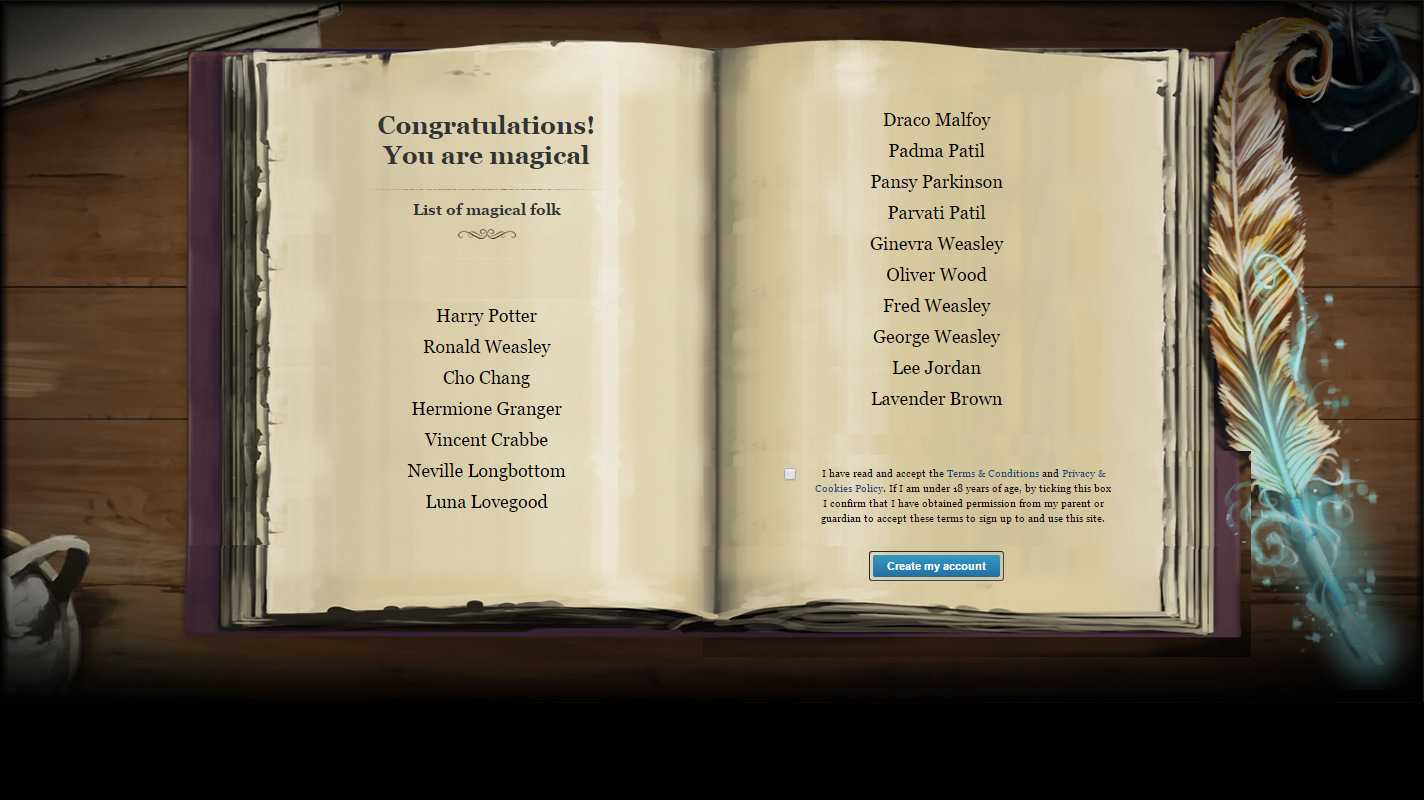 Congratulations!
You are magical
List of magical folk
Harry Potter
Ronald Weasley
Cho Chang
Hermione Granger
Vincent Crabbe
Neville Longbottom
Luna Lovegood
Draco Malfoy
Padma Patil
Pansy Parkinson
Parvati Patil
Ginevra Weasley
Oliver Wood
Fred Weasley
George Weasley
Lee Jordan
Lavender Brown
I have read and accept the Terms & Conditions and Privacy &
Cookies Policy. If I am under 18 years of age, by ticking this box
I confirm that I have obtained permission from my parent or
guardian to accept these terms to sign up to and use this site.
Create my account